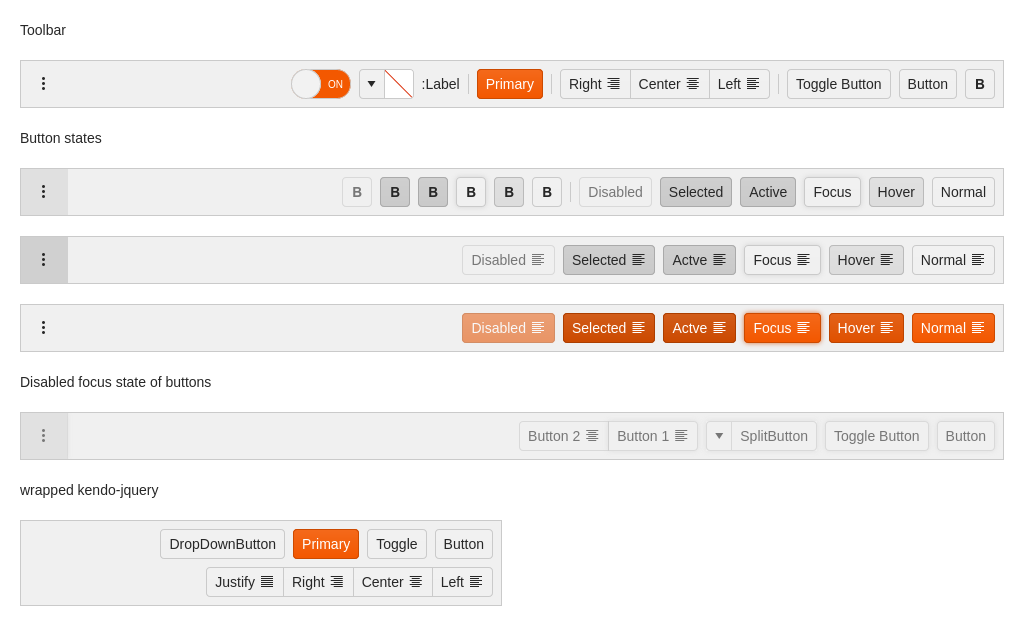 Toolbar
ON :Label Primary Right Center Left Toggle Button Button B
Button states
B B B B B B Disabled Selected Active Focus Hover Normal
Disabled Selected Actve Focus Hover Normal
Disabled Selected Actve Focus Hover Normal
Disabled focus state of buttons
Button 2 Button 1 SplitButton Toggle Button Button
wrapped kendo-jquery
DropDownButton Primary Toggle Button
Justify Right Center Left